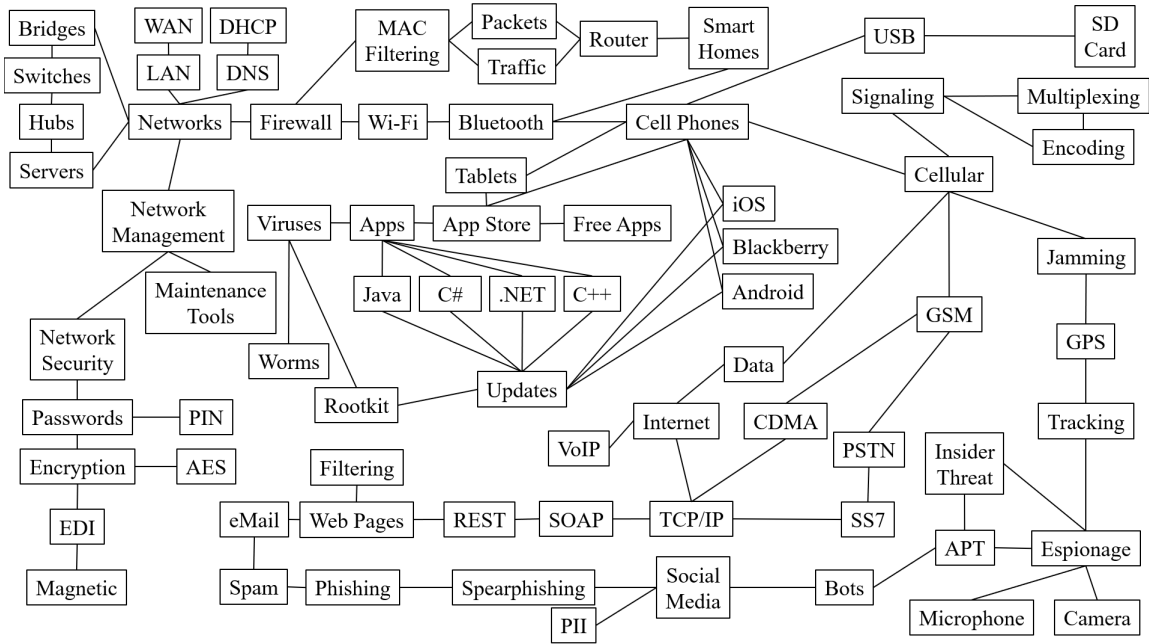 Bridges
WAN
DHCP
MAC
Filtering
Packets
Traffic
Router
Smart
Homes
USB
SD
Card
Switches
LAN
DNS
Signaling
Multiplexing
Hubs
Networks
Firewall
Wi-Fi
Bluetooth
Cell Phones
Encoding
Servers
Tablets
Cellular
Network
Management
Viruses
Apps
App Store
Free Apps
iOS
Blackberry
Jamming
Maintenance
Tools
Java
C#
.NET
C++
Android
GSM
Network
Security
Worms
Data
GPS
Rootkit
Updates
Passwords
PIN
Internet
CDMA
Tracking
VoIP
PSTN
Insider
Threat
Encryption
AES
Filtering
EDI
eMail
Web Pages
REST
SOAP
TCP/IP
SS7
APT
Espionage
Magnetic
Spam
Phishing
Spearphishing
Social
Media
Bots
PII
Microphone
Camera